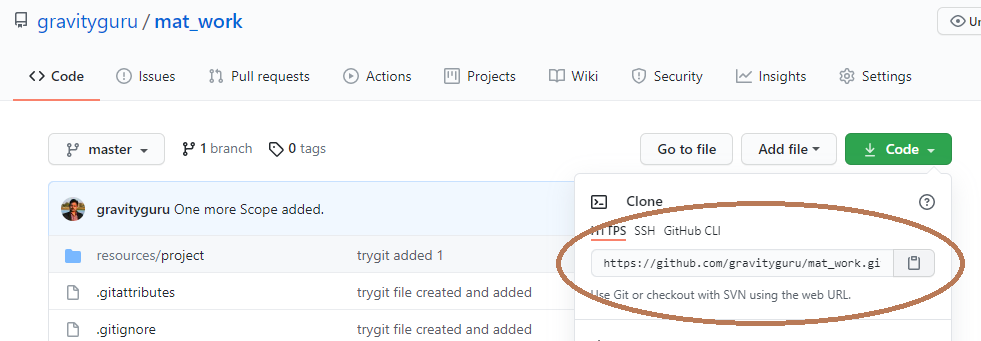 gravityguru / mat_work
Un
Code Issues Pull requests Actions Projects Wiki Security Insights Settings
master 1 branch 0 tags Go to file Add file Code
gravityguru One more Scope added.
Clone
HTTPS SSH GitHub CLI
resources/project trygit added 1
https://github.com/gravityguru/mat_work.gi
.gitattributes trygit file created and added
Use Git or checkout with SVN using the web URL.
.gitignore trygit file created and added